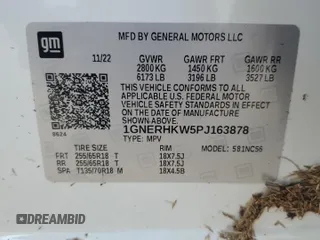 gm
MFD BY GENERAL MOTORS LLC
11/22 GVWR GAWR FRT GAWR RR
2800 KG 1450 KG 1600 KG
6173 LB 3196 LB 3527 LB
THIS VEHICLE CONFORMS TO ALL
APPLICABLE U.S. FEDERAL MOTOR
VEHICLE SAFETY STANDARDS IN EFFECT
ON THE DATE OF MANUFACTURE SHOWN ABOVE.
1GNERHKW5PJ163878
TYPE: MPV MODEL: 581NC56
TIRE SIZE RIM
FRT 255/65R18 T 18X7.5J
RR 255/65R18 T 18X7.5J
SPA T135/70R18 M 18X4.5B
AUTOBIDMASTER